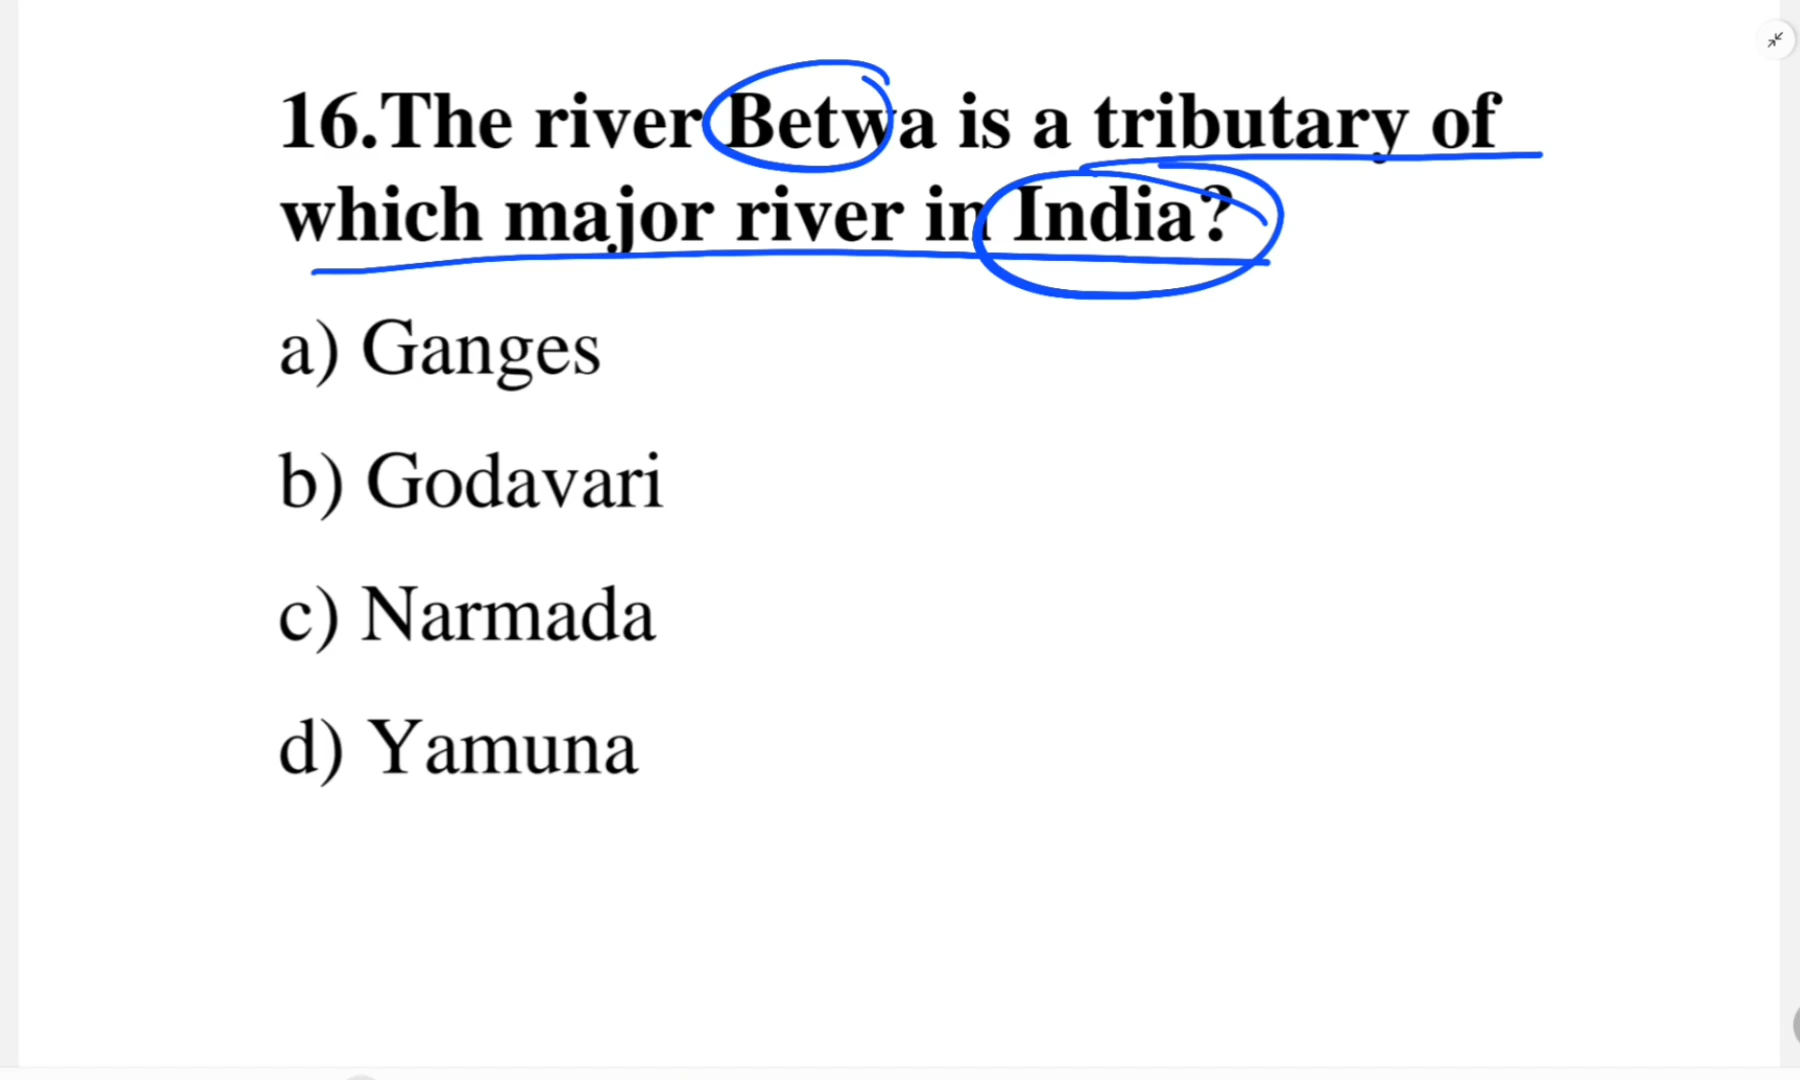 16.The river Betwa is a tributary of
which major river in India?
a) Ganges
b) Godavari
c) Narmada
d) Yamuna